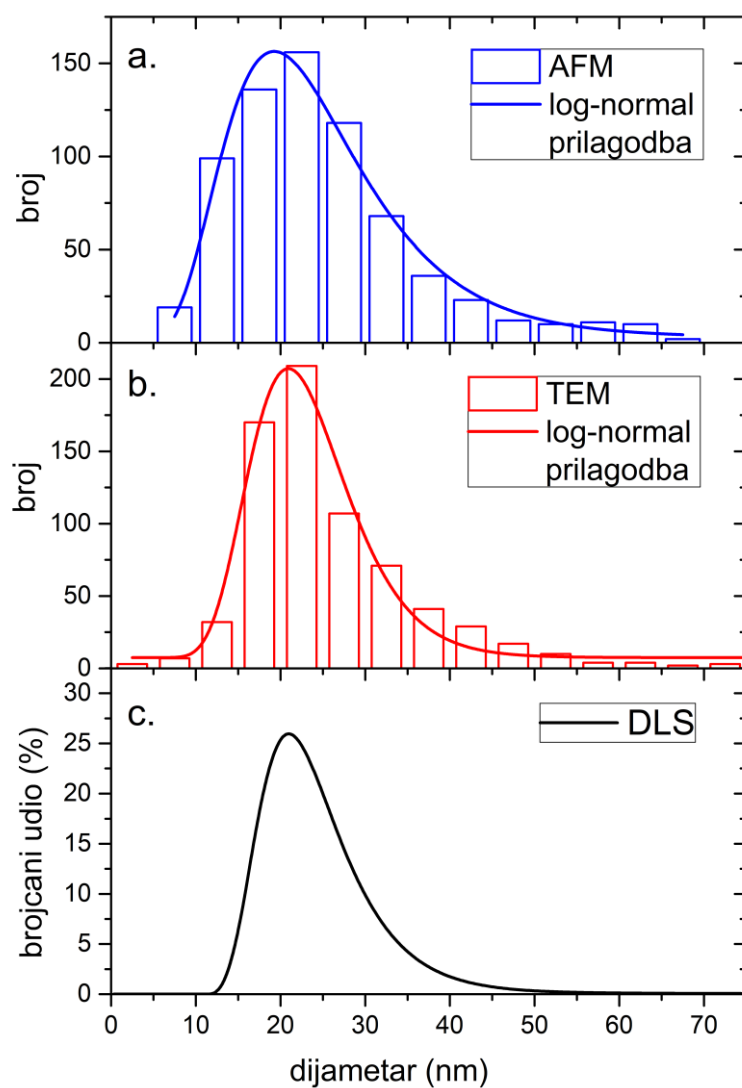 a.
AFM
log-normal
prilagodba
150
100
50
0
broj
b.
TEM
log-normal
prilagodba
200
150
100
50
0
broj
c.
DLS
30
25
20
15
10
5
0
brojcani udio (%)
0 10 20 30 40 50 60 70
dijametar (nm)